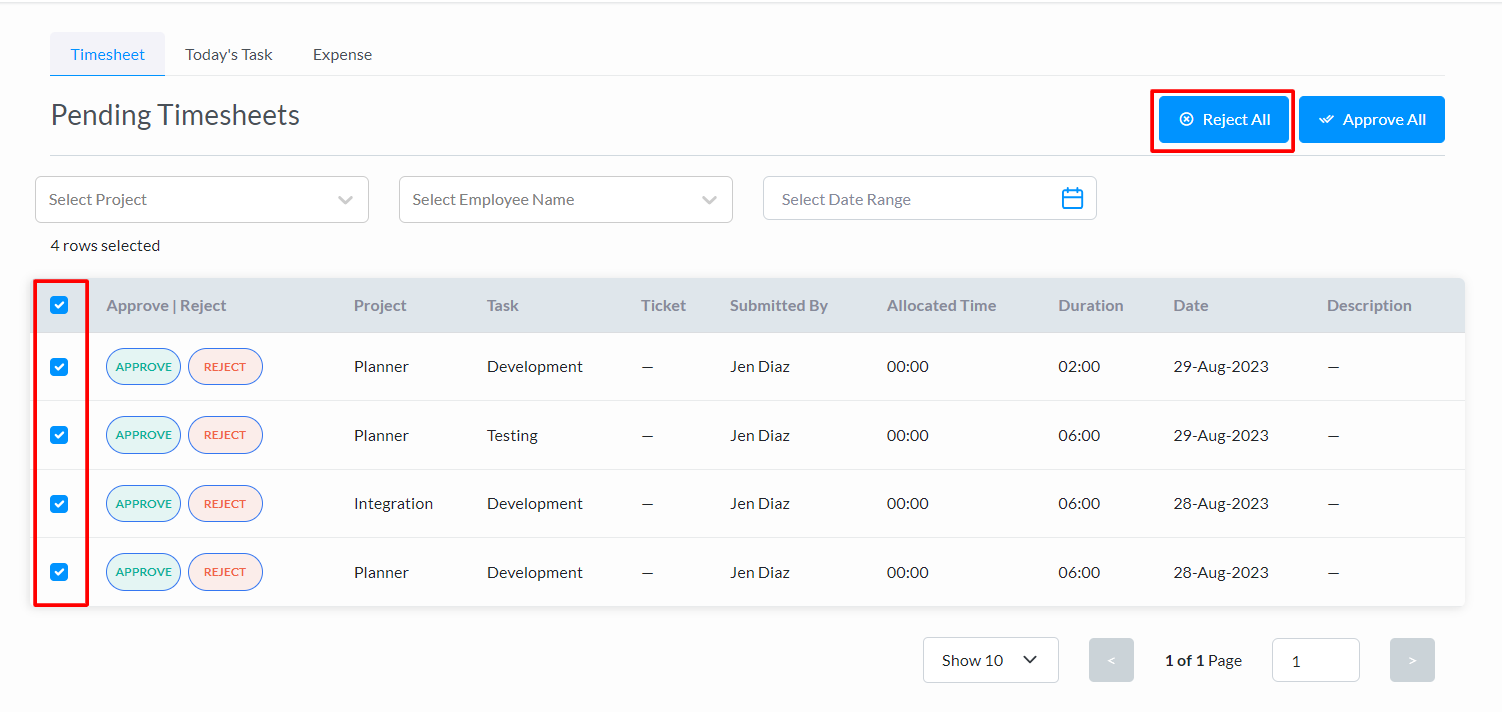 Timesheet Today's Task Expense
Pending Timesheets
Reject All Approve All
Select Project Select Employee Name Select Date Range
4 rows selected
Approve | Reject Project Task Ticket Submitted By Allocated Time Duration Date Description
APPROVE REJECT Planner Development — Jen Diaz 00:00 02:00 29-Aug-2023 —
APPROVE REJECT Planner Testing — Jen Diaz 00:00 06:00 29-Aug-2023 —
APPROVE REJECT Integration Development — Jen Diaz 00:00 06:00 28-Aug-2023 —
APPROVE REJECT Planner Development — Jen Diaz 00:00 06:00 28-Aug-2023 —
Show 10 < 1 of 1 Page 1 >